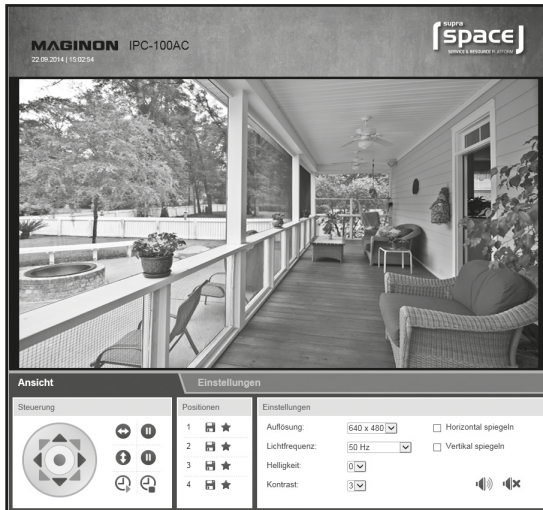 MAGINON IPC-100AC
22.09.2014 | 15:02:54
supra
space
SERVICE & RESOURCE PLATFORM
Ansicht
Einstellungen
Steuerung
Positionen
1
2
3
4
Einstellungen
Auflösung: 640 x 480 Horizontal spiegeln
Lichtfrequenz: 50 Hz Vertikal spiegeln
Helligkeit: 0
Kontrast: 3